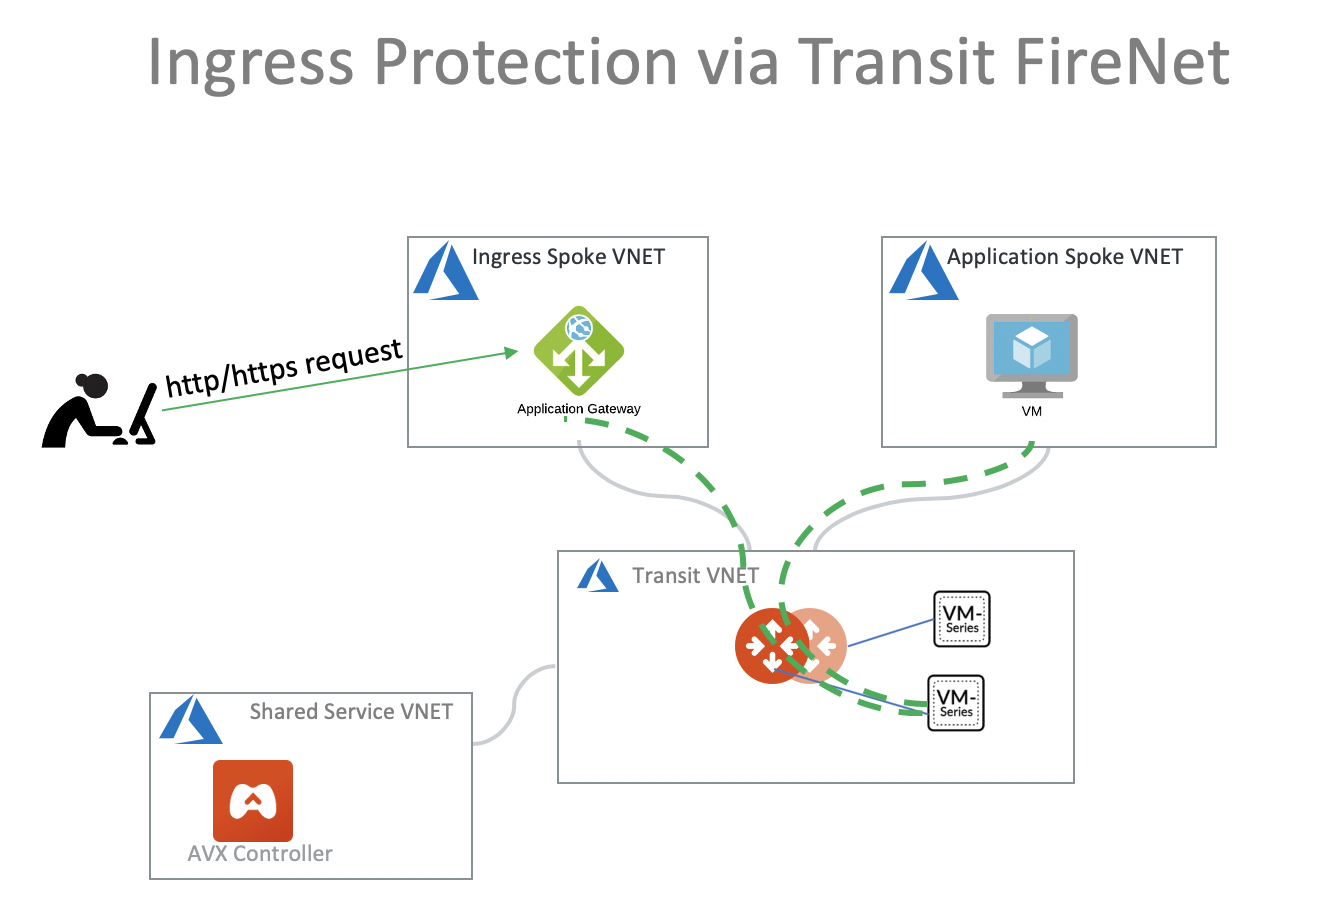 Ingress Protection via Transit FireNet
Ingress Spoke VNET
Application Spoke VNET
http/https request
Application Gateway
VM
Transit VNET
VM-
Series
VM-
Series
Shared Service VNET
AVX Controller